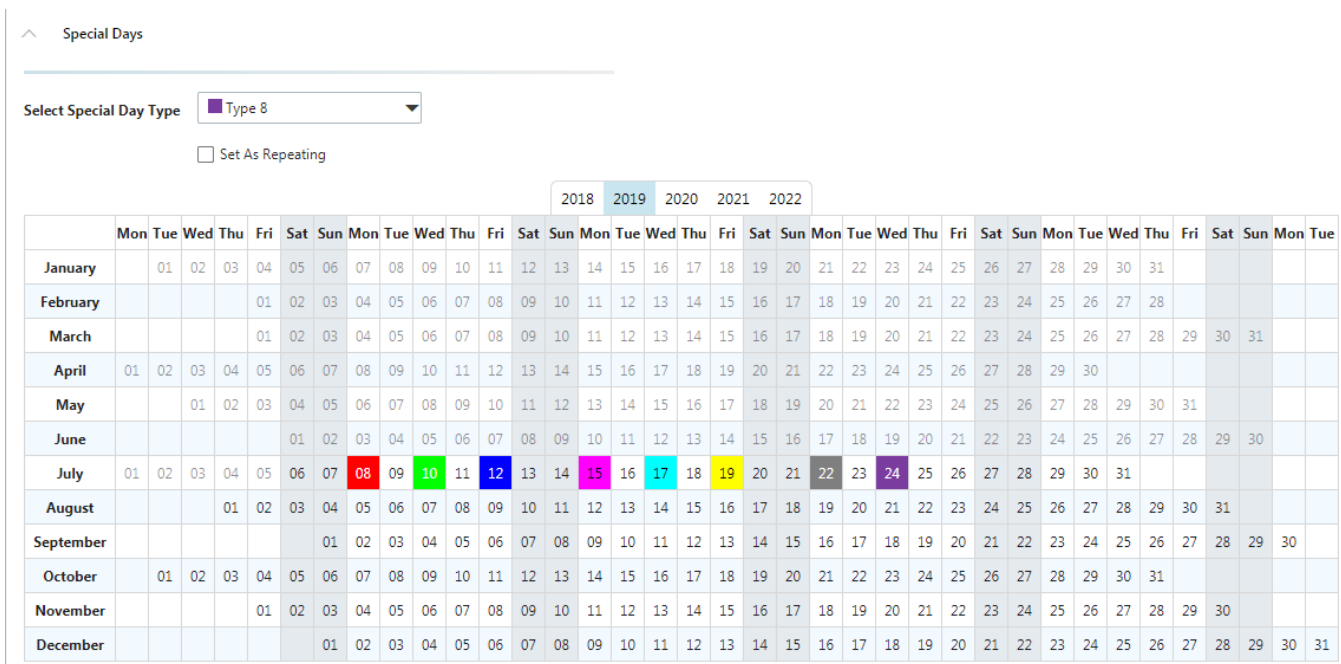 Special Days
Select Special Day Type Type 8
Set As Repeating
2018 2019 2020 2021 2022
Mon Tue Wed Thu Fri Sat Sun Mon Tue Wed Thu Fri Sat Sun Mon Tue Wed Thu Fri Sat Sun Mon Tue Wed Thu Fri Sat Sun Mon Tue Wed Thu Fri Sat Sun Mon Tue
January 01 02 03 04 05 06 07 08 09 10 11 12 13 14 15 16 17 18 19 20 21 22 23 24 25 26 27 28 29 30 31
February 01 02 03 04 05 06 07 08 09 10 11 12 13 14 15 16 17 18 19 20 21 22 23 24 25 26 27 28
March 01 02 03 04 05 06 07 08 09 10 11 12 13 14 15 16 17 18 19 20 21 22 23 24 25 26 27 28 29 30 31
April 01 02 03 04 05 06 07 08 09 10 11 12 13 14 15 16 17 18 19 20 21 22 23 24 25 26 27 28 29 30
May 01 02 03 04 05 06 07 08 09 10 11 12 13 14 15 16 17 18 19 20 21 22 23 24 25 26 27 28 29 30 31
June 01 02 03 04 05 06 07 08 09 10 11 12 13 14 15 16 17 18 19 20 21 22 23 24 25 26 27 28 29 30
July 01 02 03 04 05 06 07 08 09 10 11 12 13 14 15 16 17 18 19 20 21 22 23 24 25 26 27 28 29 30 31
August 01 02 03 04 05 06 07 08 09 10 11 12 13 14 15 16 17 18 19 20 21 22 23 24 25 26 27 28 29 30 31
September 01 02 03 04 05 06 07 08 09 10 11 12 13 14 15 16 17 18 19 20 21 22 23 24 25 26 27 28 29 30
October 01 02 03 04 05 06 07 08 09 10 11 12 13 14 15 16 17 18 19 20 21 22 23 24 25 26 27 28 29 30 31
November 01 02 03 04 05 06 07 08 09 10 11 12 13 14 15 16 17 18 19 20 21 22 23 24 25 26 27 28 29 30
December 01 02 03 04 05 06 07 08 09 10 11 12 13 14 15 16 17 18 19 20 21 22 23 24 25 26 27 28 29 30 31